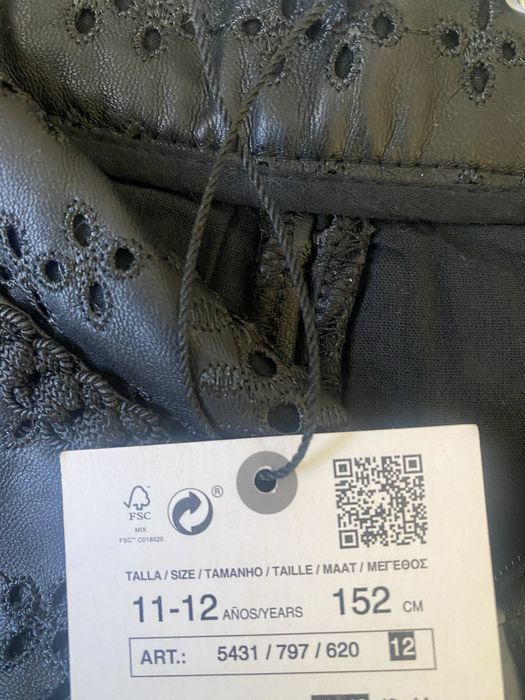 ®
FSC
MIX
FSC™ C018020
TALLA / SIZE / TAMANHO / TAILLE / MAAT / ΜΕΓΕΘΟΣ
11-12 AÑOS/YEARS 152 CM
ART.: 5431 / 797 / 620 12